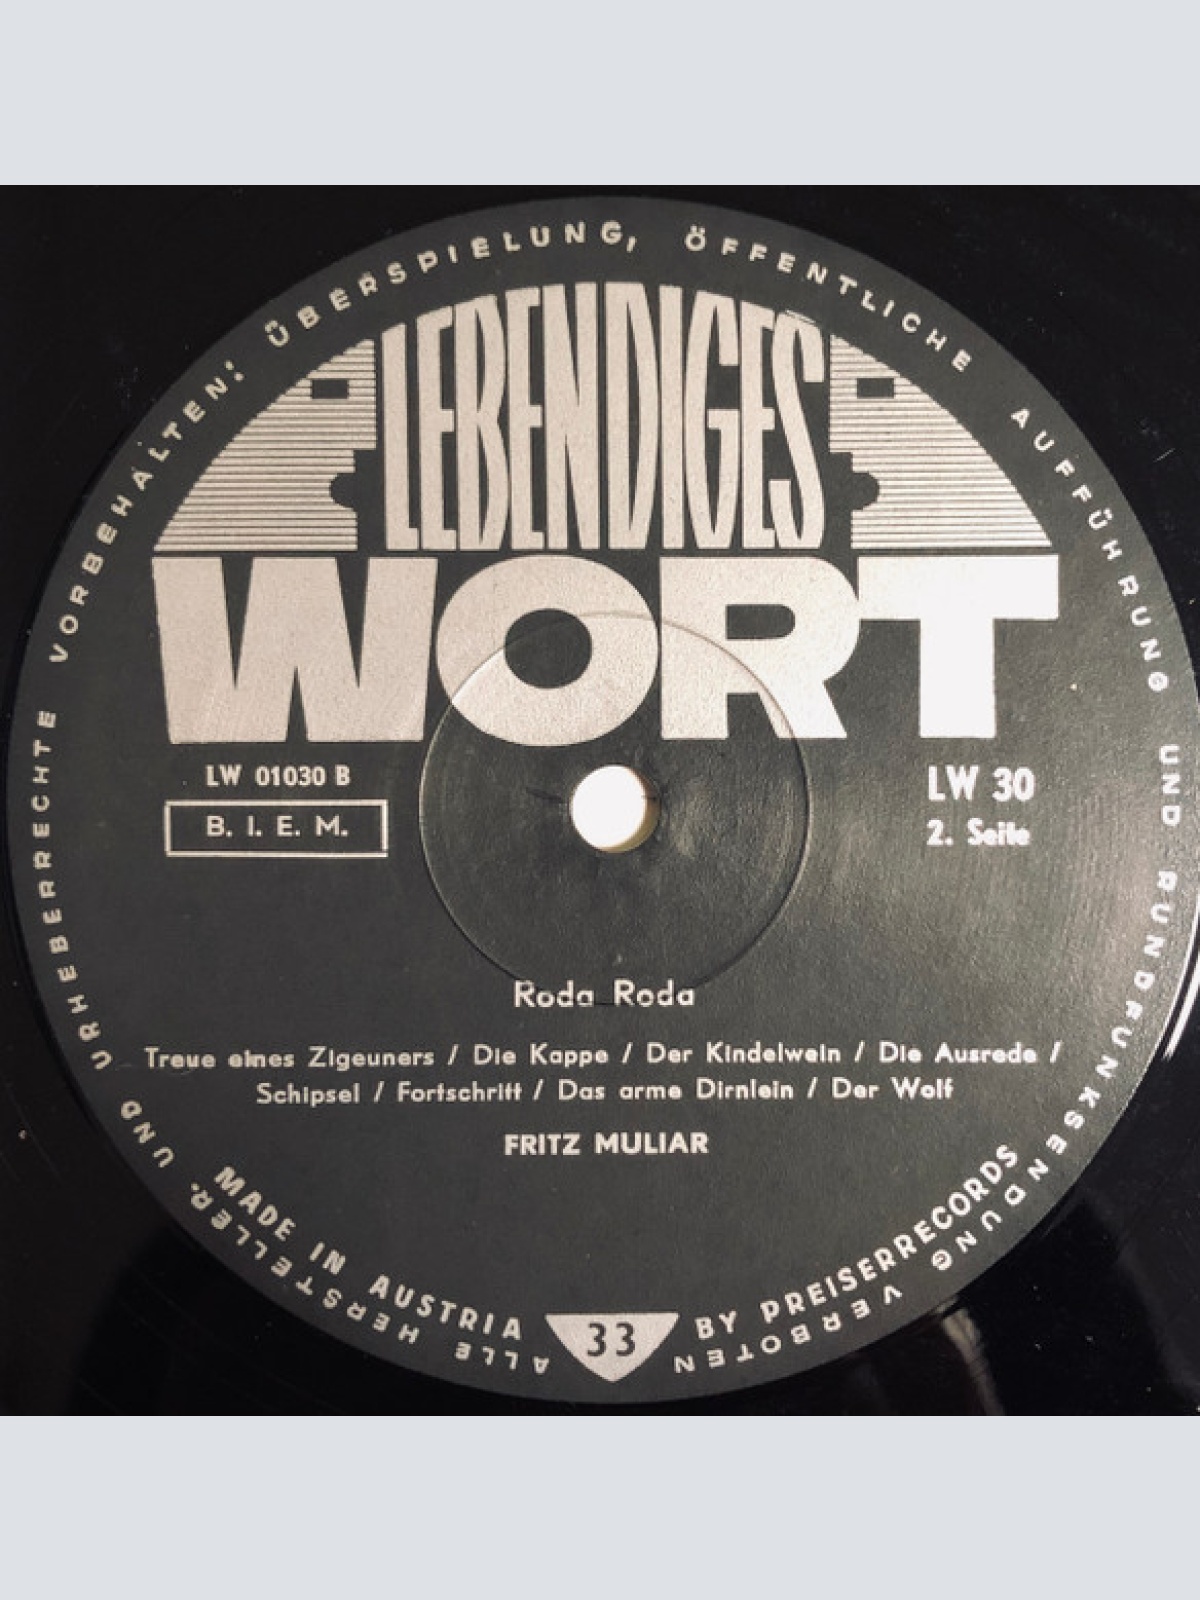 ALLE HERSTELLER- UND URHEBERRECHTE VORBEHALTEN: ÜBERSPIELUNG, ÖFFENTLICHE AUFFÜHRUNG UND RUNDFUNKSENDUNG VERBOTEN
LEBENDIGES
WORT
LW 01030 B
B. I. E. M.
LW 30
2. Seite
Roda Roda
Treue eines Zigeuners / Die Kappe / Der Kindelwein / Die Ausrede /
Schipsel / Fortschritt / Das arme Dirnlein / Der Wolf
FRITZ MULIAR
MADE IN AUSTRIA
33
BY PREISERRECORDS